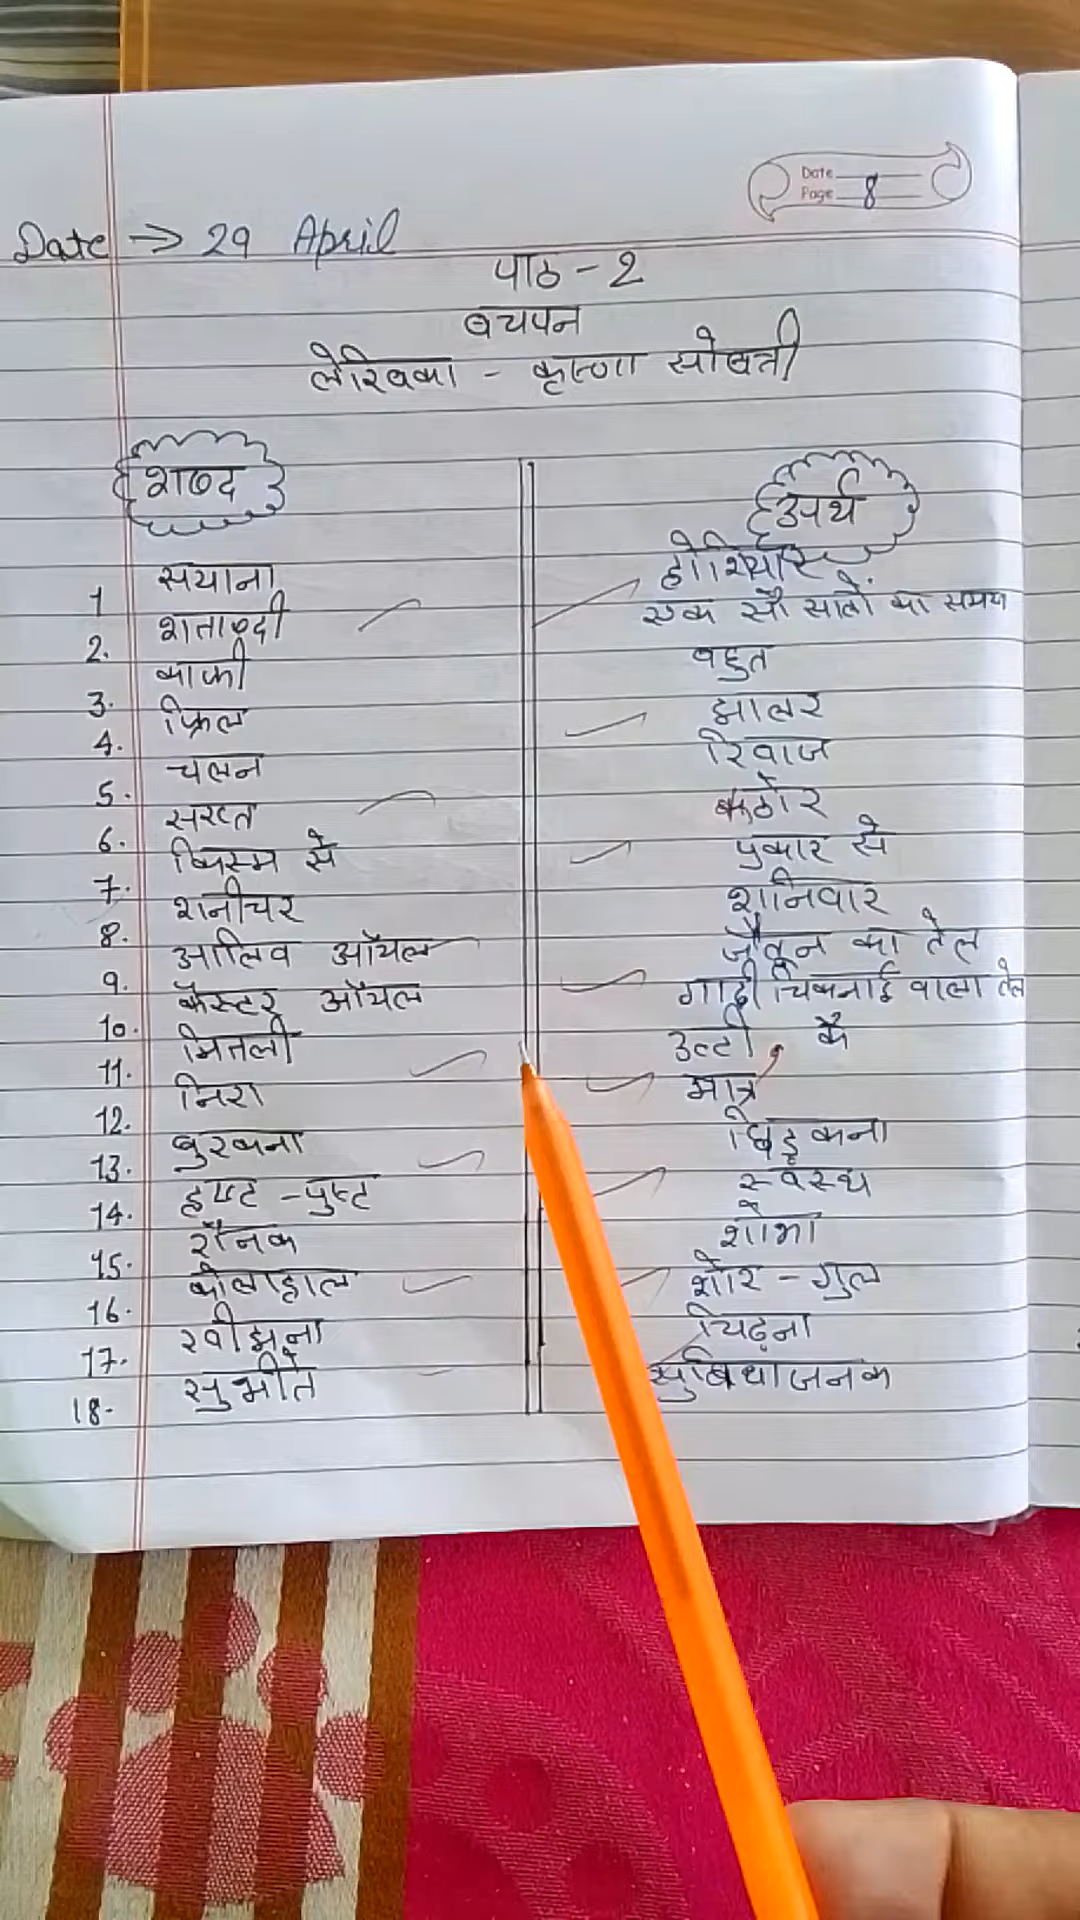 Date
Page 8
Date → 29 April
पाठ - 2
बचपन
लेखिका - कृष्णा सोबती
शब्द अर्थ
1 सयाना होशियार
2. शताब्दी एक सौ सालों का समय
3. काफी बहुत
4. फ्रिल झालर
5. चलन रिवाज
6. सख्त कठोर
7. किस्म से प्रकार से
8. शनीचर शनिवार
9. आलिव ऑयल जैतून का तेल
10. कैस्टर ऑयल गाढ़ी चिकनाई वाला तेल
11. मितली उल्टी, कै
12. निरा मात्र
13. बुरकना छिड़कना
14. हृष्ट - पुष्ट स्वस्थ
15. रौनक शोभा
16. कोलाहाल शोर - गुल
17. खीझना चिढ़ना
18. सुभीते सुबिधाजनक